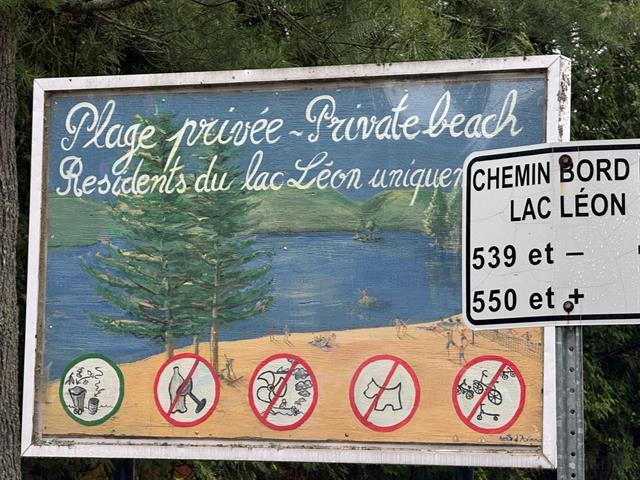 Plage privée ~ Private beach
Residents du lac Léon uniquem
CHEMIN BORD
LAC LÉON
539 et –
550 et +